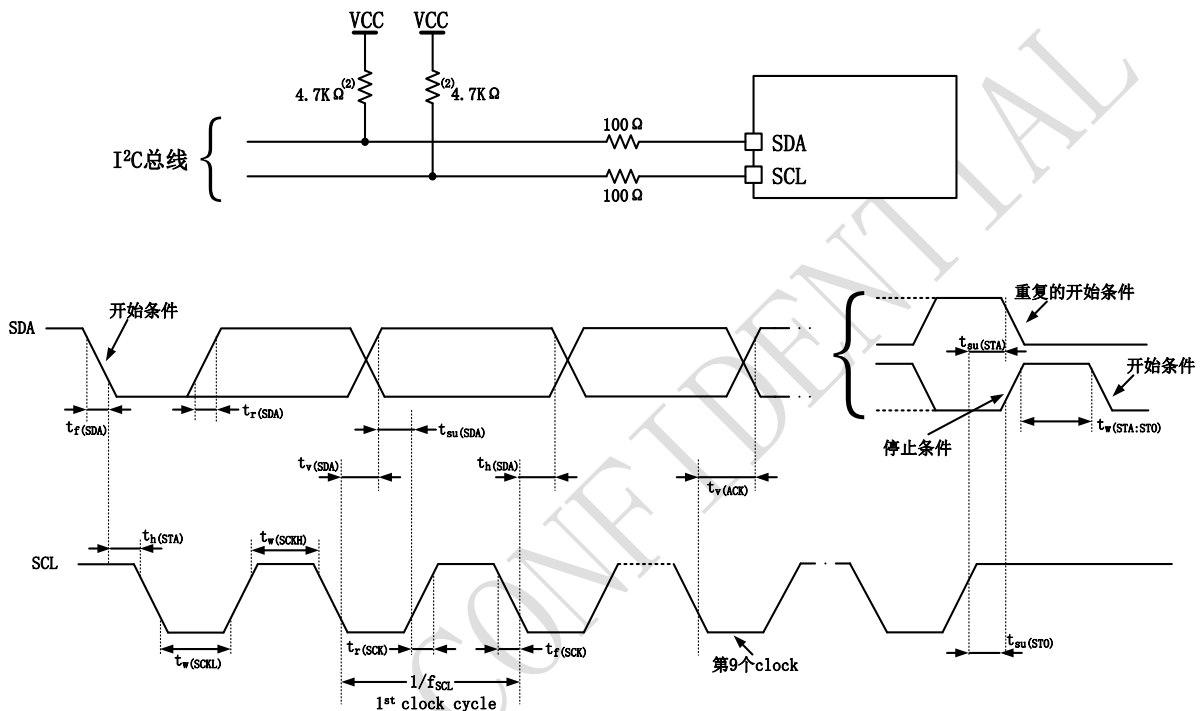 VCC VCC
4.7KΩ(2) (2)4.7KΩ
100Ω
I²C总线
SDA
SCL
100Ω
开始条件
SDA
重复的开始条件
tsu(STA)
开始条件
tf(SDA)
tr(SDA)
tsu(SDA)
停止条件
tw(STA:STO)
tv(SDA)
th(SDA)
tv(ACK)
th(STA)
tw(SCKH)
SCL
tw(SCKL)
tr(SCK)
tf(SCK)
第9个clock
tsu(STO)
1/fSCL
1st clock cycle
CONFIDENTIAL